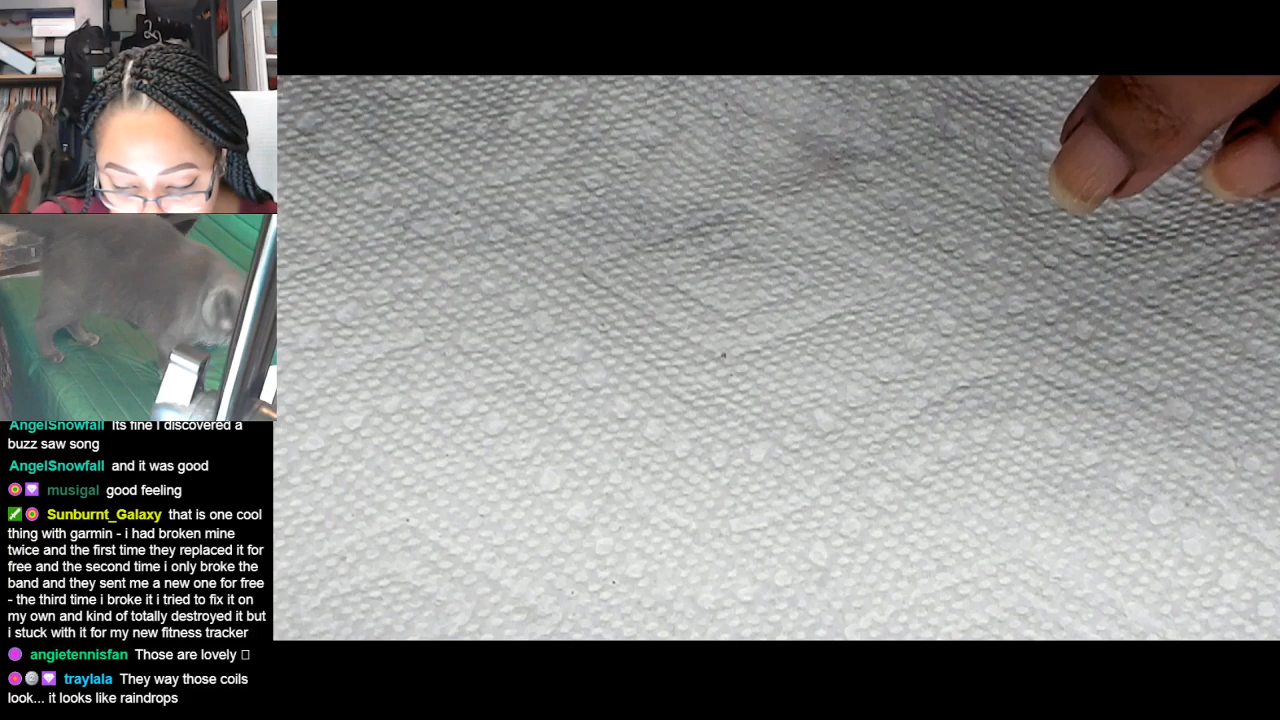 AngelSnowfall Its fine I discovered a
buzz saw song
AngelSnowfall and it was good
musigal good feeling
Sunburnt_Galaxy that is one cool
thing with garmin - i had broken mine
twice and the first time they replaced it for
free and the second time i only broke the
band and they sent me a new one for free
- the third time i broke it i tried to fix it on
my own and kind of totally destroyed it but
i stuck with it for my new fitness tracker
angietennisfan Those are lovely
traylala They way those coils
look... it looks like raindrops